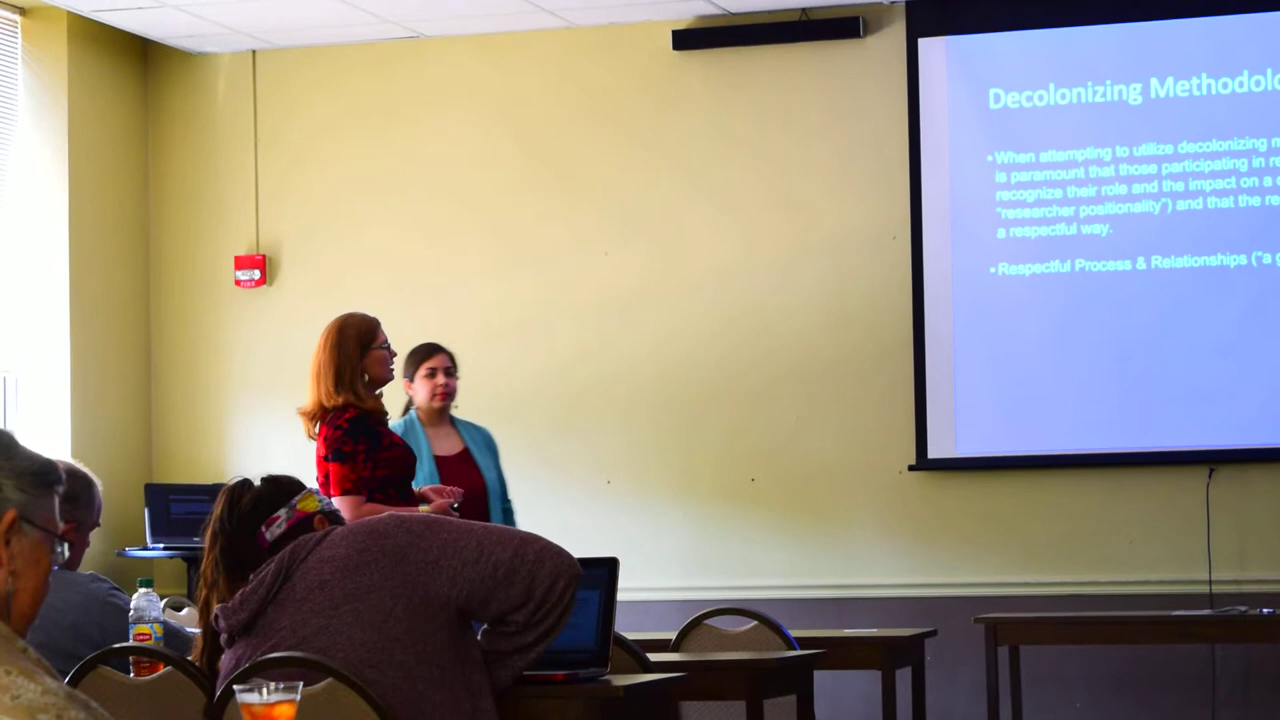 Decolonizing Methodolo
• When attempting to utilize decolonizing m
is paramount that those participating in re
recognize their role and the impact on a c
"researcher positionality") and that the re
a respectful way.
• Respectful Process & Relationships ("a g
FIRE
Lipton